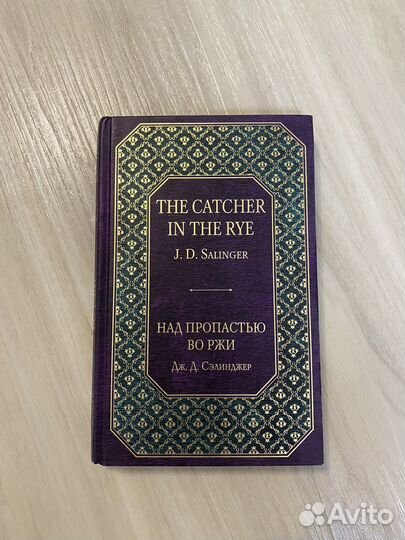 THE CATCHER
IN THE RYE
J. D. SALINGER
НАД ПРОПАСТЬЮ
ВО РЖИ
ДЖ. Д. СЭЛИНДЖЕР
Avito